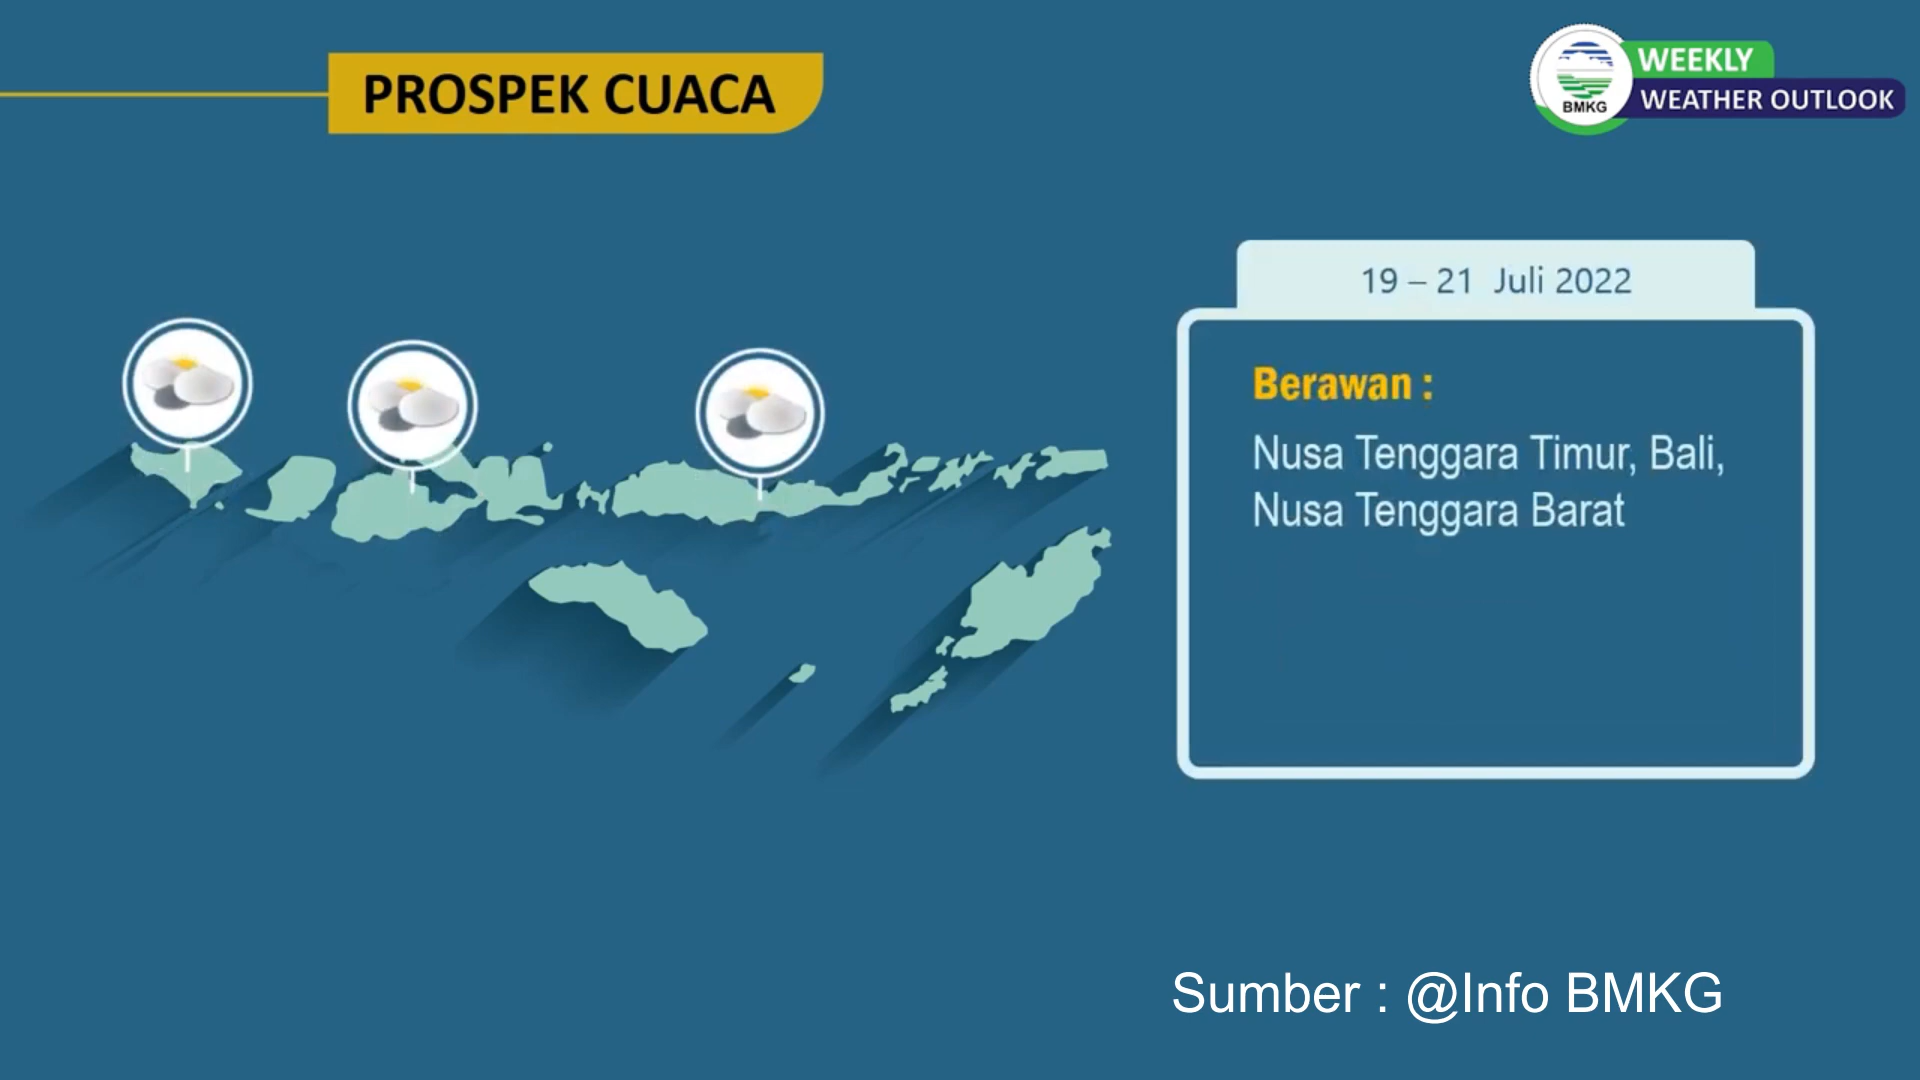 PROSPEK CUACA
BMKG
WEEKLY
WEATHER OUTLOOK
19 – 21 Juli 2022
Berawan :
Nusa Tenggara Timur, Bali,
Nusa Tenggara Barat
Sumber : @Info BMKG